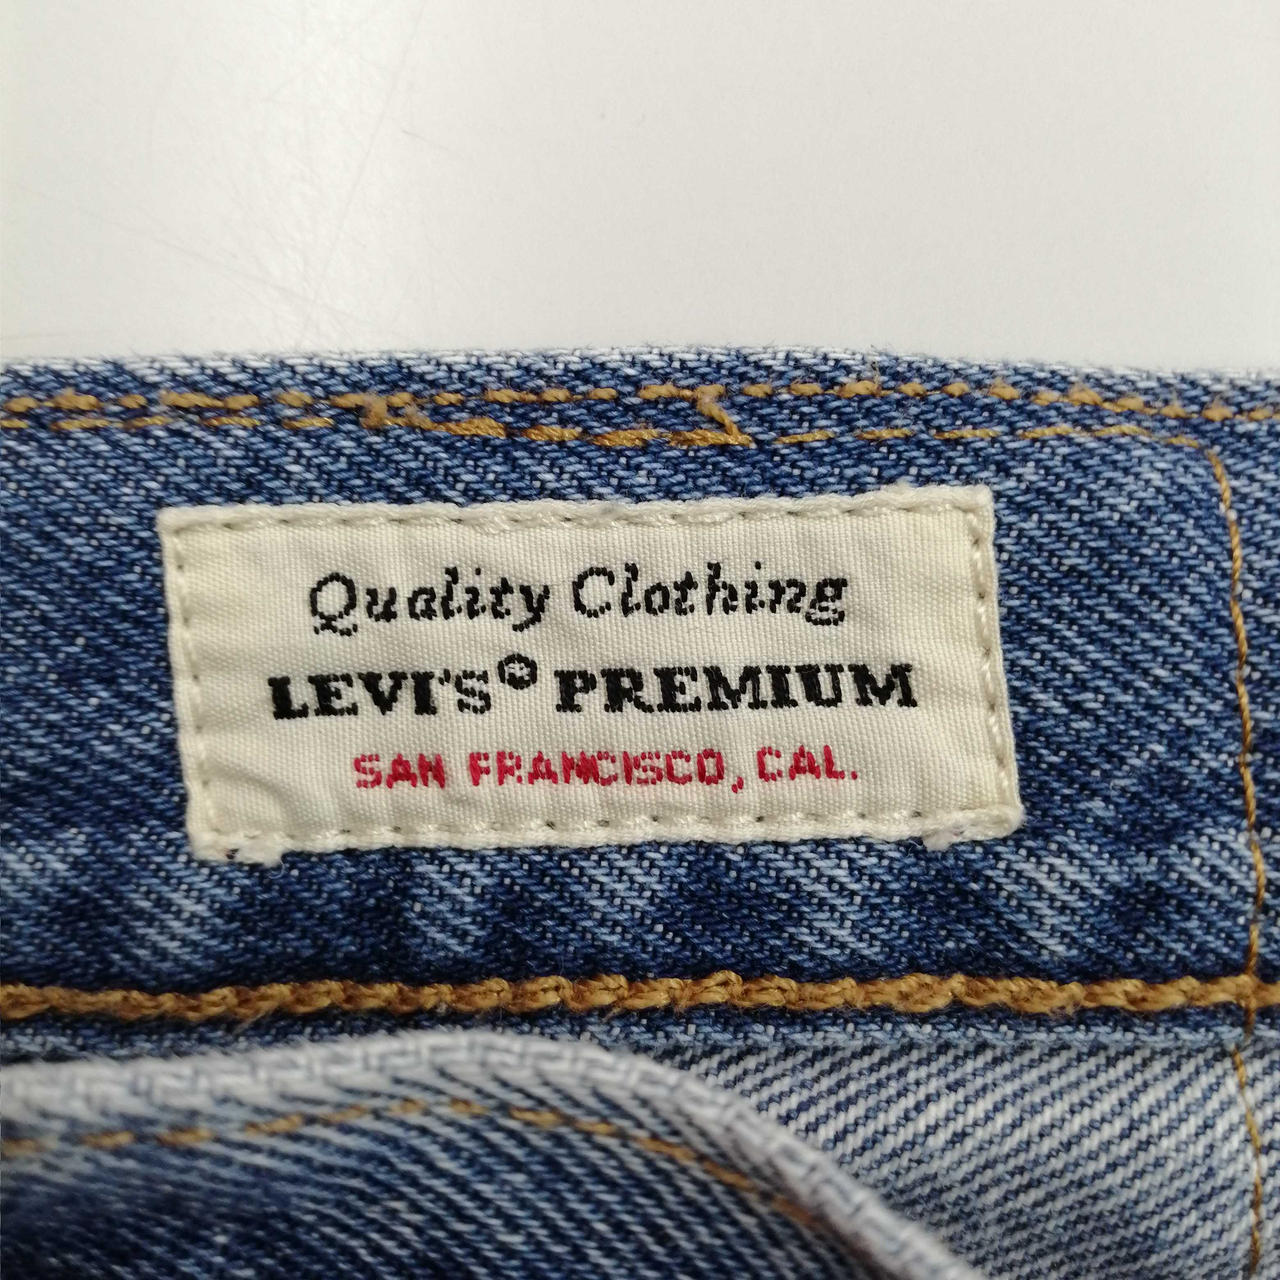 Quality Clothing
LEVI'S® PREMIUM
SAN FRANCISCO, CAL.